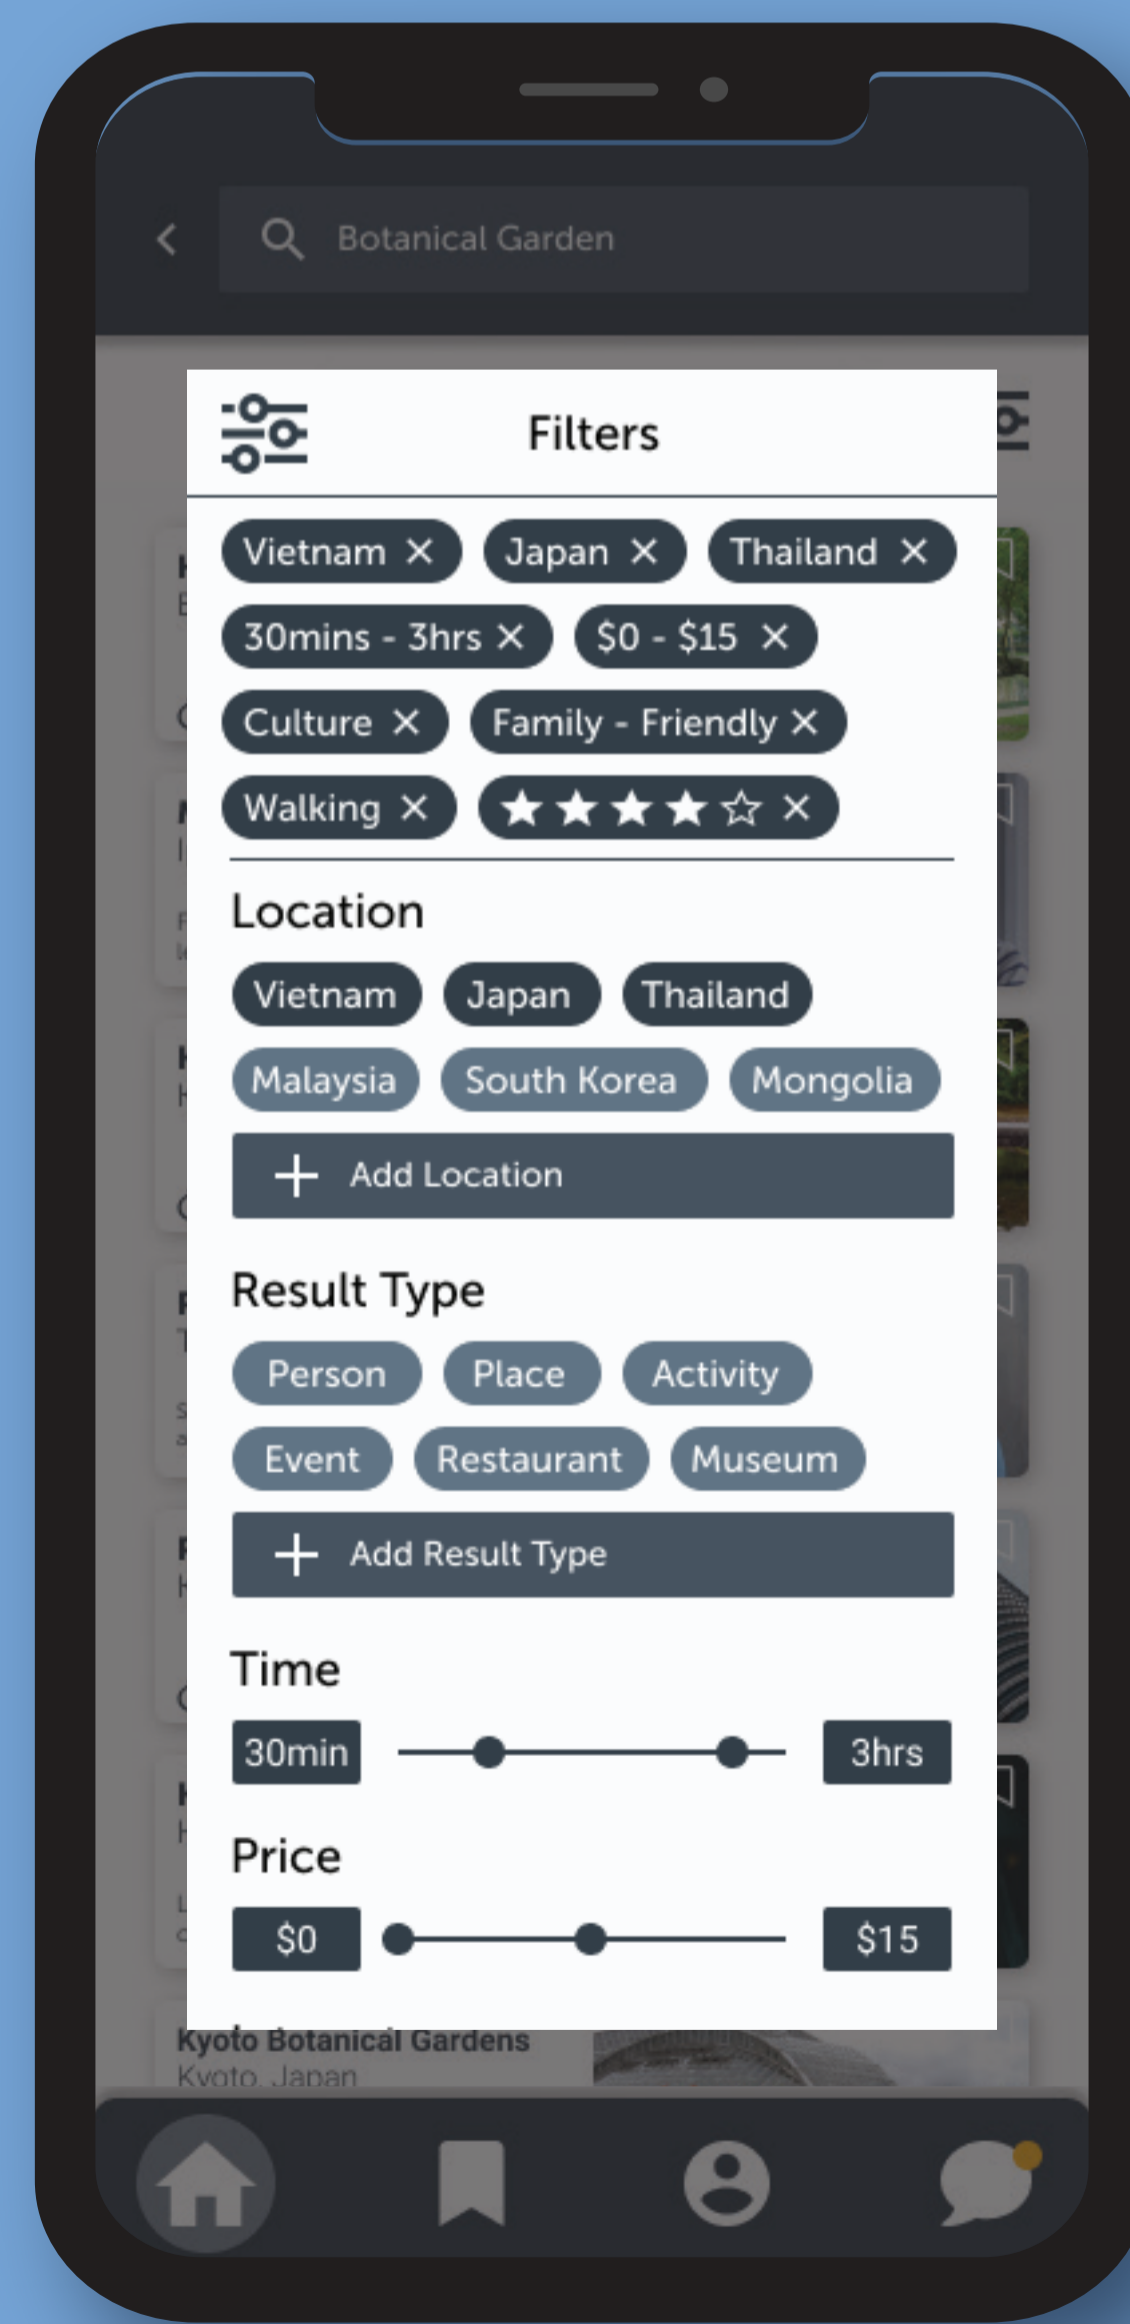 Botanical Garden
Filters
Vietnam × Japan × Thailand ×
30mins - 3hrs × $0 - $15 ×
Culture × Family - Friendly ×
Walking × ★★★★☆ ×
Location
Vietnam Japan Thailand
Malaysia South Korea Mongolia
+ Add Location
Result Type
Person Place Activity
Event Restaurant Museum
+ Add Result Type
Time
30min 3hrs
Price
$0 $15
Kyoto Botanical Gardens
Kyoto, Japan